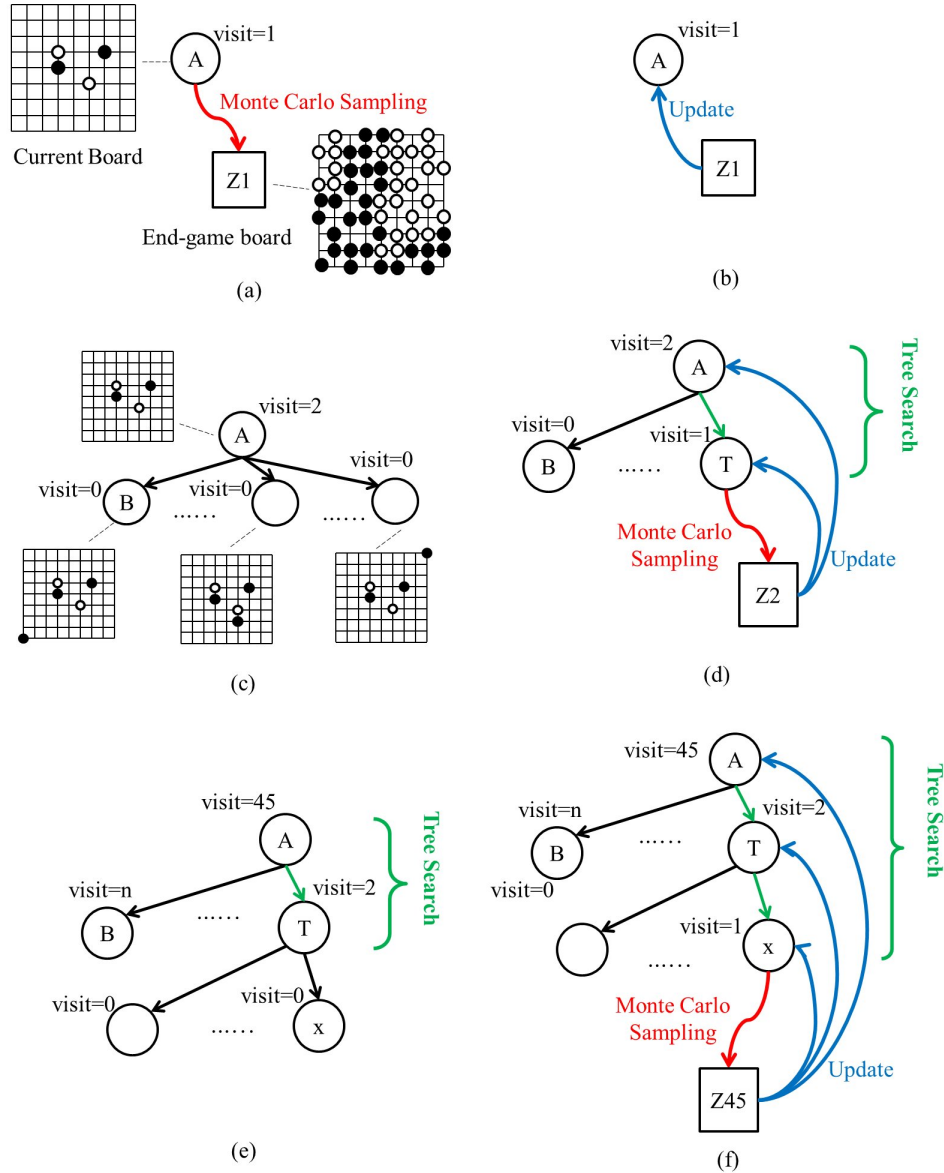 visit=1
A
Monte Carlo Sampling
Current Board
Z1
End-game board
(a)
visit=1
A
Update
Z1
(b)
visit=2
A
visit=0
visit=0
visit=0
B
......
......
(c)
visit=2
A
Tree Search
visit=0
visit=1
B
......
T
Monte Carlo
Sampling
Update
Z2
(d)
visit=45
A
Tree Search
visit=n
visit=2
B
......
T
visit=0
visit=0
......
x
(e)
visit=45
A
Tree Search
visit=n
visit=2
B
......
T
visit=0
visit=1
......
x
Monte Carlo
Sampling
Update
Z45
(f)